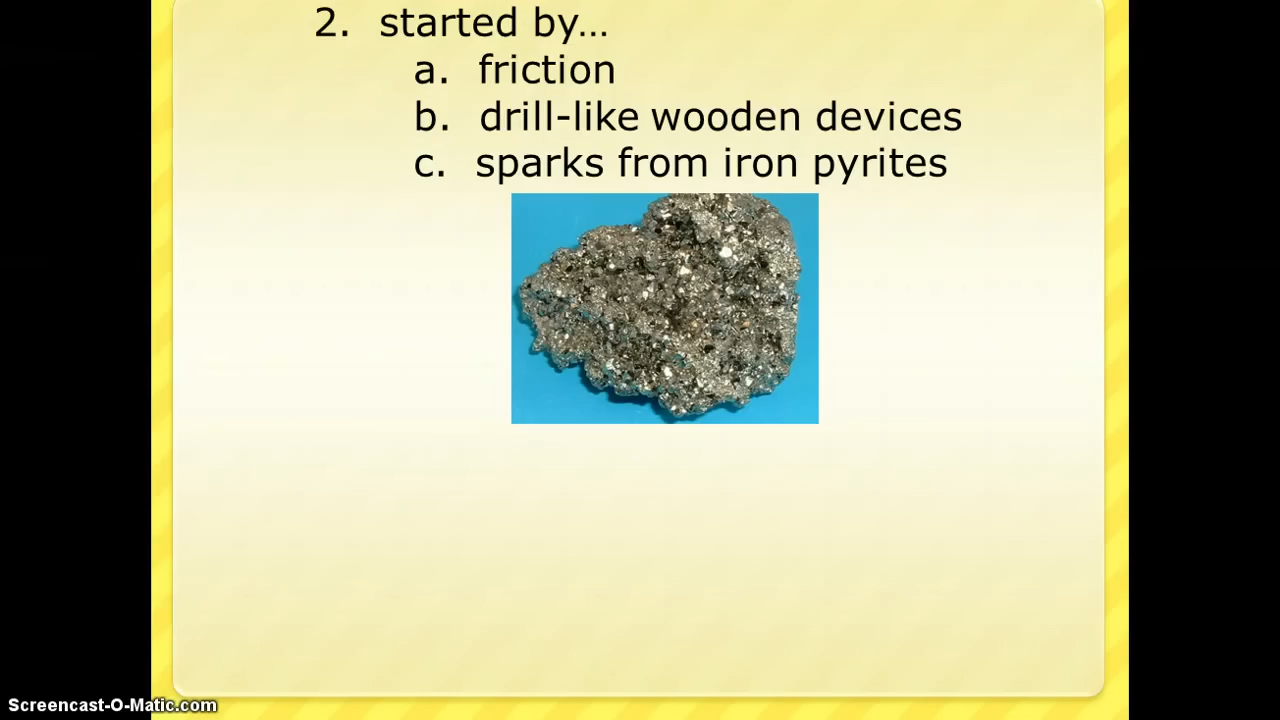 2. started by…
a. friction
b. drill-like wooden devices
c. sparks from iron pyrites
Screencast-O-Matic.com